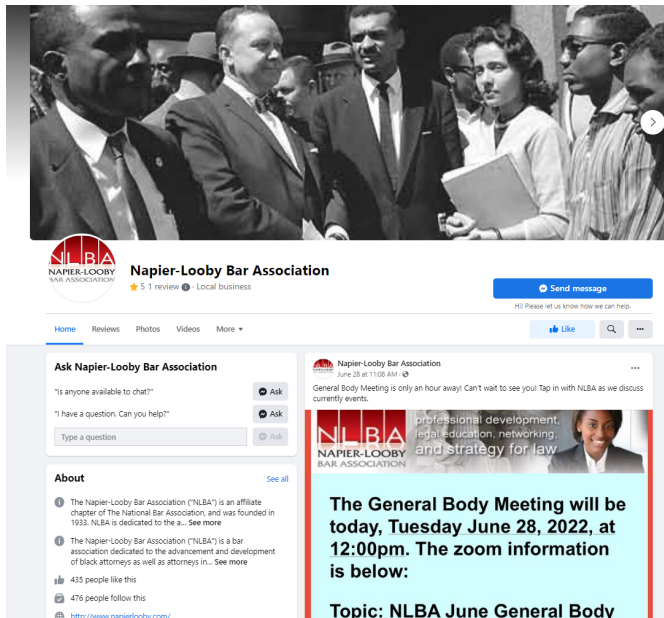 NLBA
NAPIER-LOOBY
BAR ASSOCIATION
Napier-Looby Bar Association
5 1 review · Local business
Send message
Hi! Please let us know how we can help.
Home Reviews Photos Videos More
Like
Ask Napier-Looby Bar Association
"Is anyone available to chat?" Ask
"I have a question. Can you help?" Ask
Type a question Ask
About See all
The Napier-Looby Bar Association ("NLBA") is an affiliate
chapter of The National Bar Association, and was founded in
1933. NLBA is dedicated to the a... See more
The Napier-Looby Bar Association ("NLBA") is a bar
association dedicated to the advancement and development
of black attorneys as well as attorneys in... See more
435 people like this
476 people follow this
http://www.napierlooby.com/
Napier-Looby Bar Association
June 28 at 11:08 AM ·
General Body Meeting is only an hour away! Can't wait to see you! Tap in with NLBA as we discuss
currently events.
NLBA
NAPIER-LOOBY
BAR ASSOCIATION
professional development,
legal education, networking,
and strategy for law
The General Body Meeting will be
today, Tuesday June 28, 2022, at
12:00pm. The zoom information
is below:
Topic: NLBA June General Body